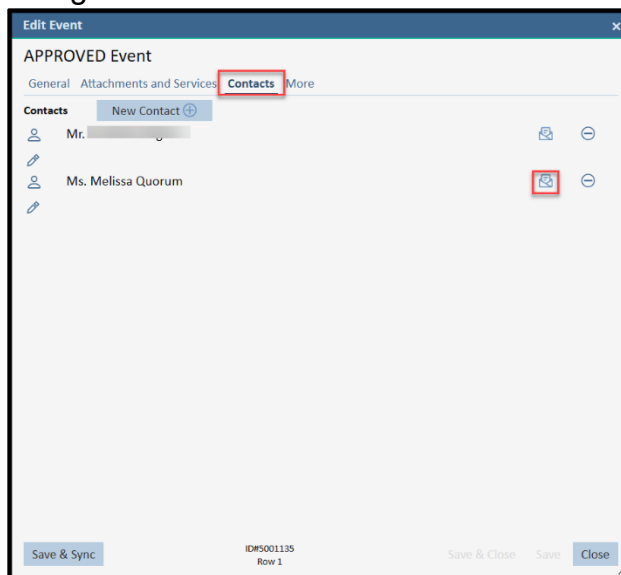 Edit Event ×
APPROVED Event
General Attachments and Services Contacts More
Contacts New Contact
Mr.
Ms. Melissa Quorum
Save & Sync ID#5001135 Save & Close Save Close
Row 1